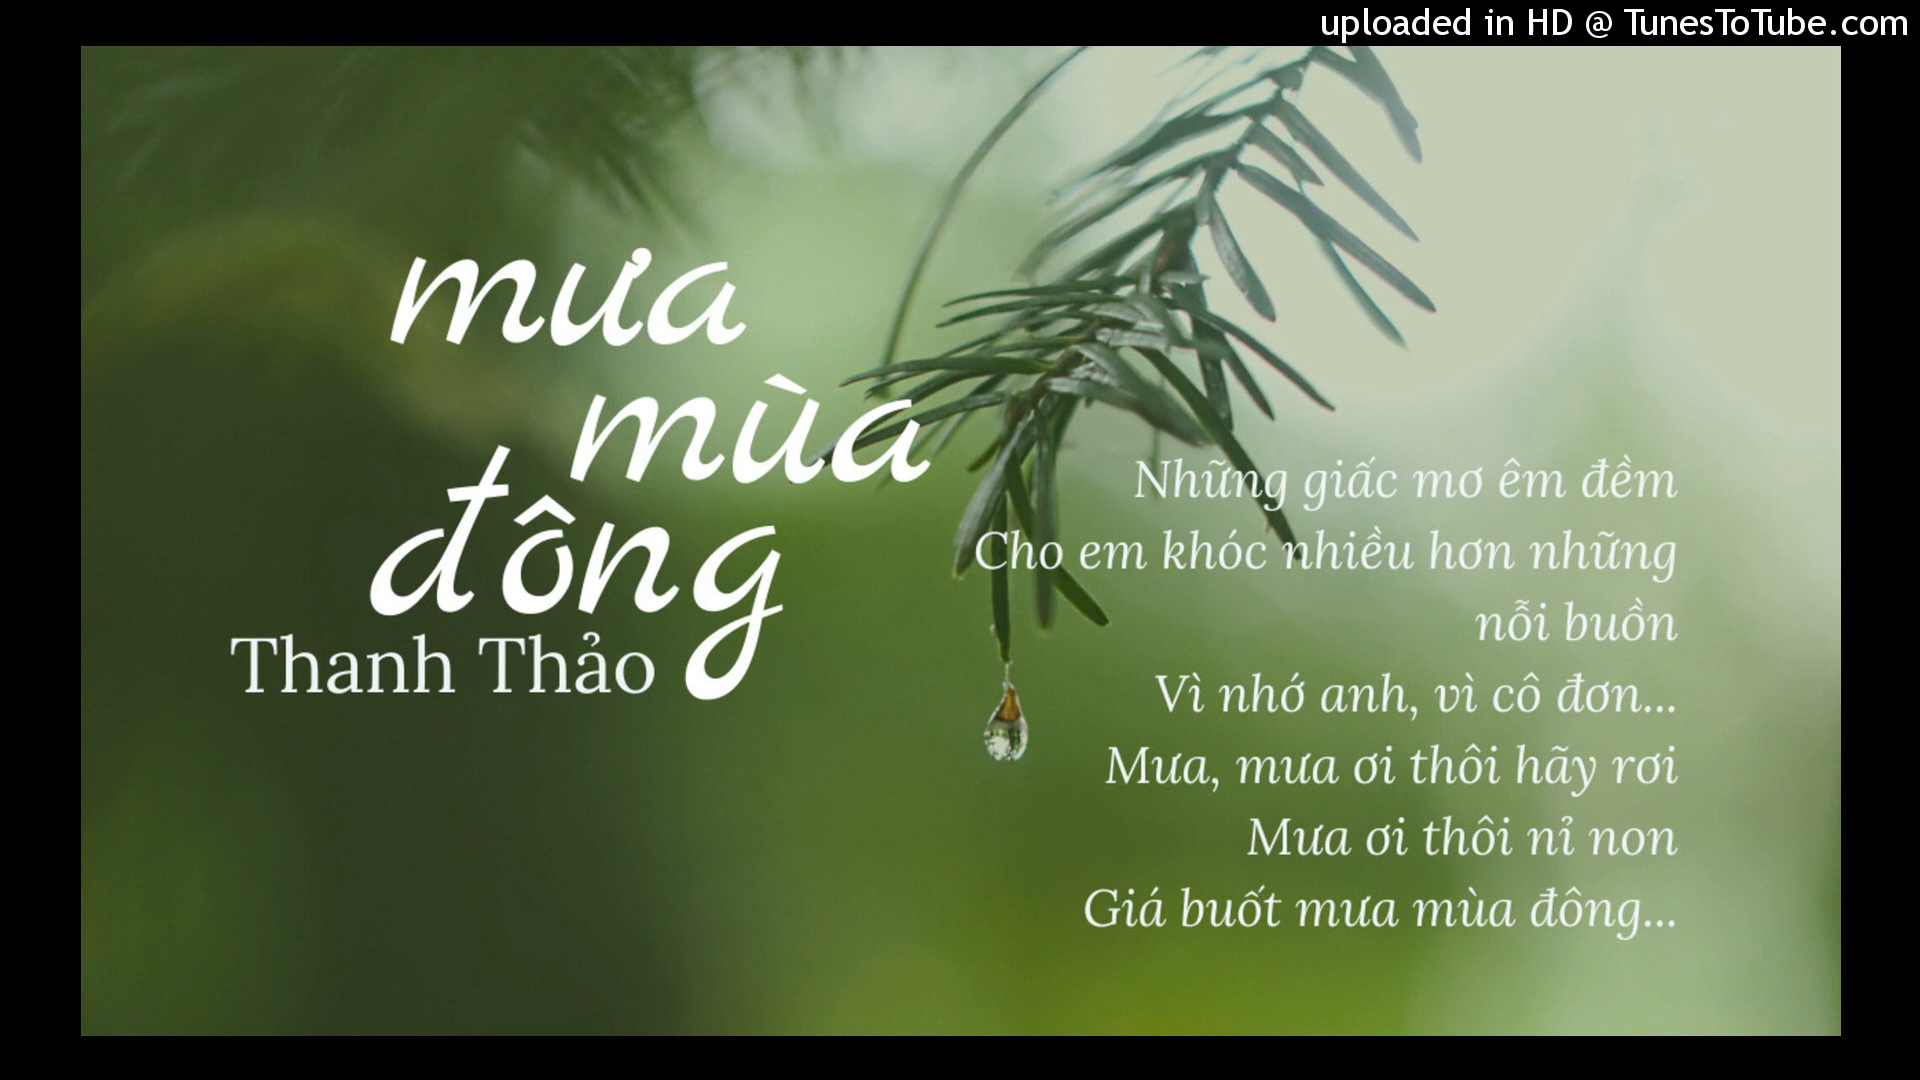 uploaded in HD @ TunesToTube.com
mưa
mùa
đông
Thanh Thảo
Những giấc mơ êm đềm
Cho em khóc nhiều hơn những
nỗi buồn
Vì nhớ anh, vì cô đơn...
Mưa, mưa ơi thôi hãy rơi
Mưa ơi thôi nỉ non
Giá buốt mưa mùa đông...